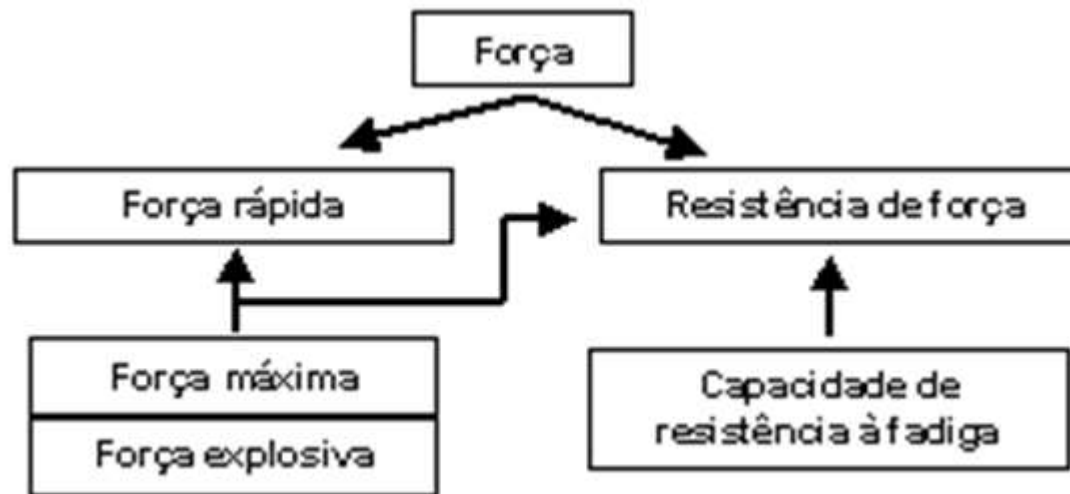 Força
Força rápida
Resistência de força
Força máxima
Força explosiva
Capacidade de
resistência à fadiga